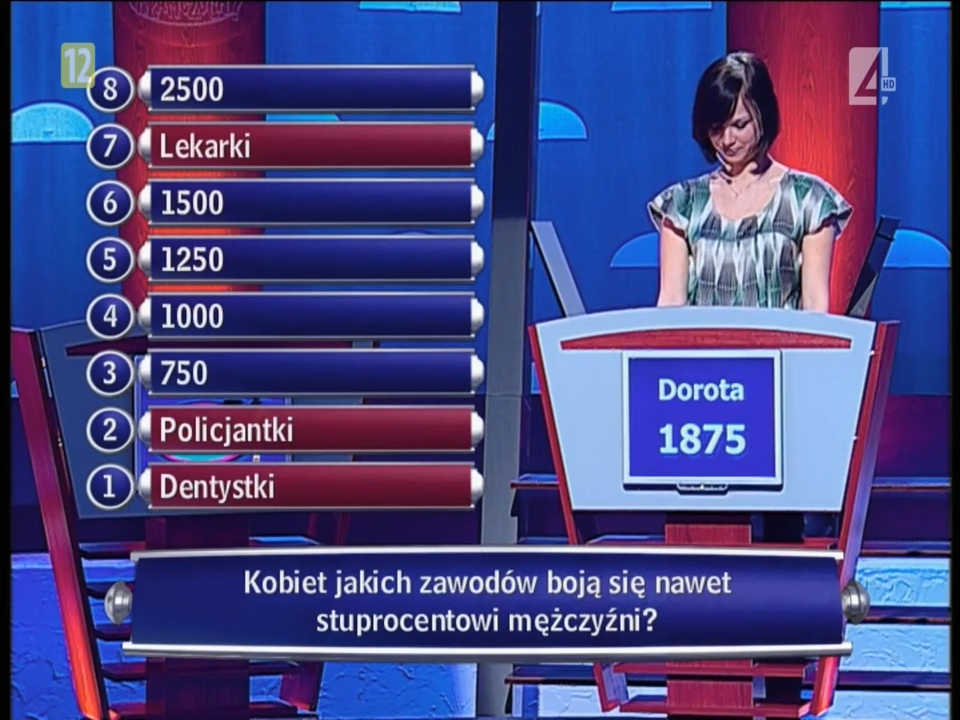 12
4 HD
8 2500
7 Lekarki
6 1500
5 1250
4 1000
3 750
2 Policjantki
1 Dentystki
Dorota
1875
Kobiet jakich zawodów boją się nawet
stuprocentowi mężczyźni?